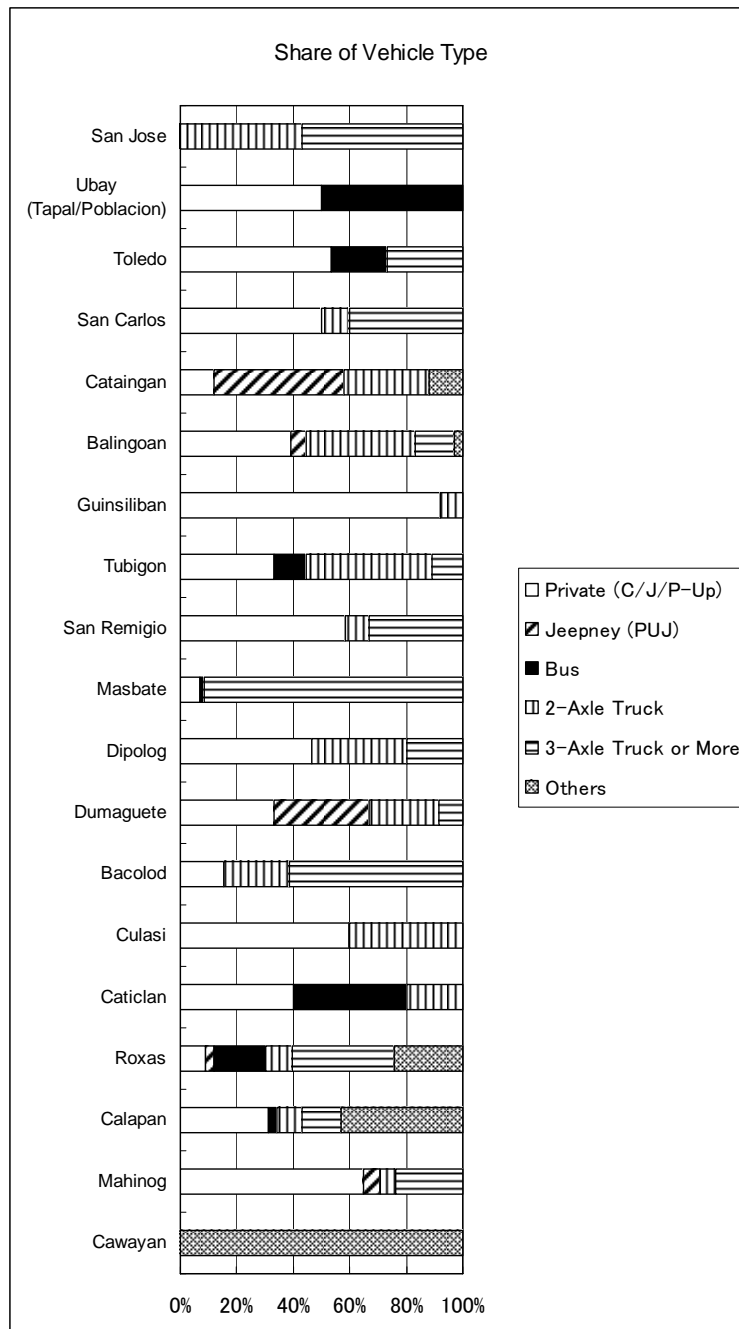 Share of Vehicle Type
San Jose
Ubay
(Tapal/Poblacion)
Toledo
San Carlos
Cataingan
Balingoan
Guinsiliban
Tubigon
San Remigio
Masbate
Dipolog
Dumaguete
Bacolod
Culasi
Caticlan
Roxas
Calapan
Mahinog
Cawayan
0% 20% 40% 60% 80% 100%
Private (C/J/P-Up)
Jeepney (PUJ)
Bus
2-Axle Truck
3-Axle Truck or More
Others